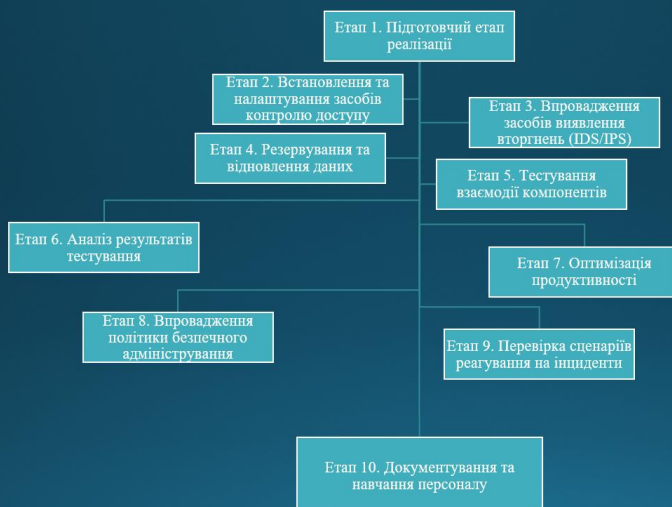 Етап 1. Підготовчий етап
реалізації
Етап 2. Встановлення та
налаштування засобів
контролю доступу
Етап 3. Впровадження
засобів виявлення
вторгнень (IDS/IPS)
Етап 4. Резервування та
відновлення даних
Етап 5. Тестування
взаємодії компонентів
Етап 6. Аналіз результатів
тестування
Етап 7. Оптимізація
продуктивності
Етап 8. Впровадження
політики безпечного
адміністрування
Етап 9. Перевірка сценаріїв
реагування на інциденти
Етап 10. Документування та
навчання персоналу